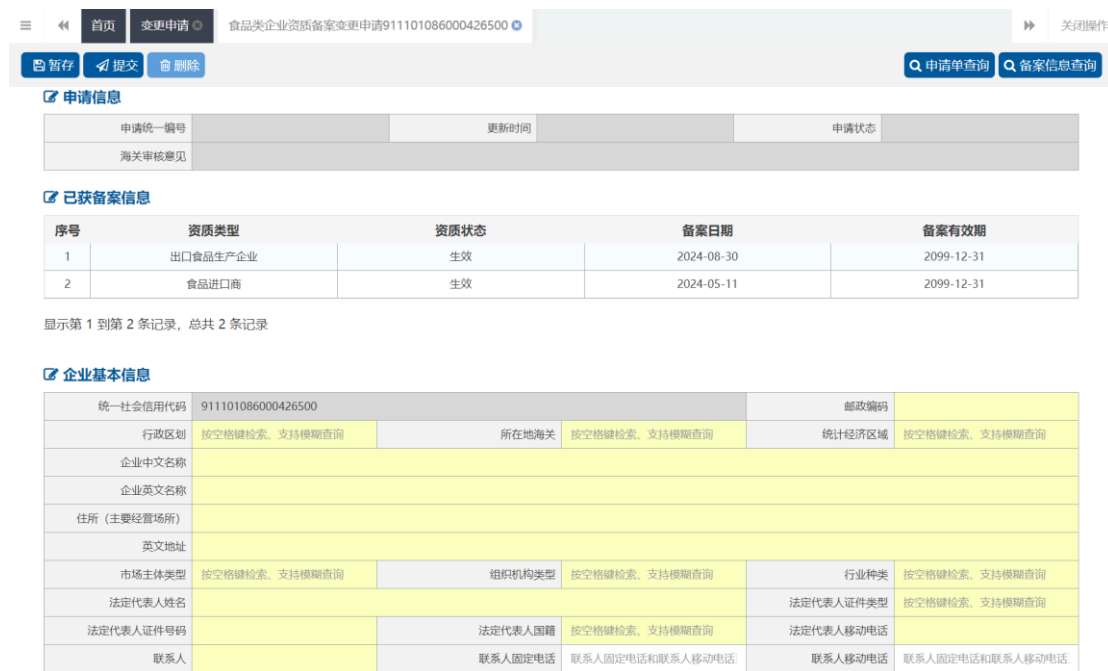 首页 变更申请 食品类企业资质备案变更申请911101086000426500 关闭操作
暂存 提交 删除 申请单查询 备案信息查询
申请信息
申请统一编号 更新时间 申请状态
海关审核意见
已获备案信息
序号 资质类型 资质状态 备案日期 备案有效期
1 出口食品生产企业 生效 2024-08-30 2099-12-31
2 食品进口商 生效 2024-05-11 2099-12-31
显示第 1 到第 2 条记录，总共 2 条记录
企业基本信息
统一社会信用代码 911101086000426500 邮政编码
行政区划 按空格键检索、支持模糊查询 所在地海关 按空格键检索、支持模糊查询 统计经济区域 按空格键检索、支持模糊查询
企业中文名称
企业英文名称
住所（主要经营场所）
英文地址
市场主体类型 按空格键检索、支持模糊查询 组织机构类型 按空格键检索、支持模糊查询 行业种类 按空格键检索、支持模糊查询
法定代表人姓名 法定代表人证件类型 按空格键检索、支持模糊查询
法定代表人证件号码 法定代表人国籍 按空格键检索、支持模糊查询 法定代表人移动电话
联系人 联系人固定电话 联系人固定电话和联系人移动电话 联系人移动电话 联系人固定电话和联系人移动电话